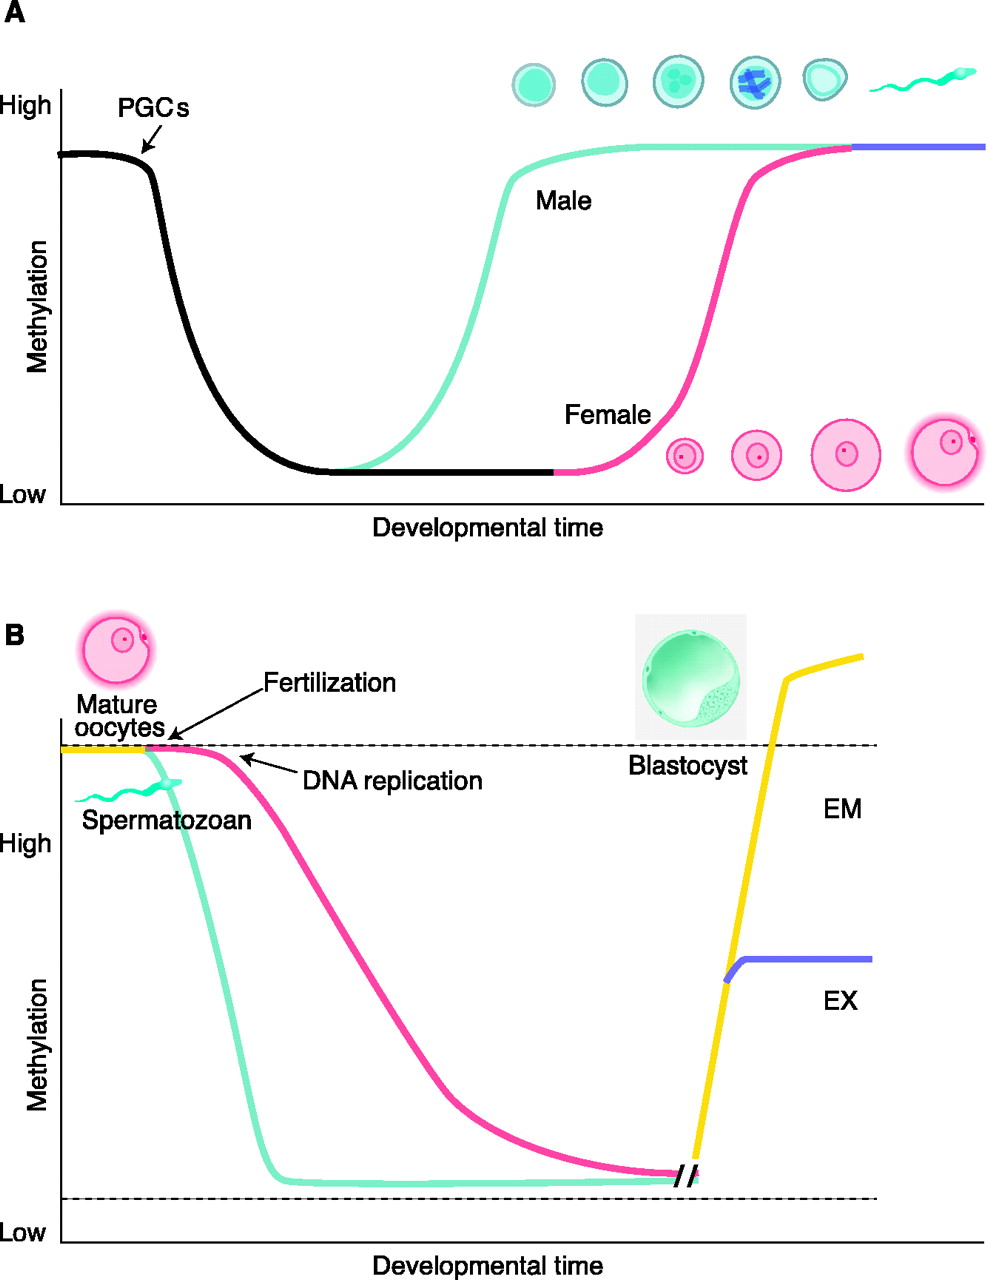 A
High
PGCs
Male
Methylation
Female
Low
Developmental time
B
Fertilization
Mature
oocytes
DNA replication
Blastocyst
Spermatozoan
EM
High
EX
Methylation
Low
Developmental time